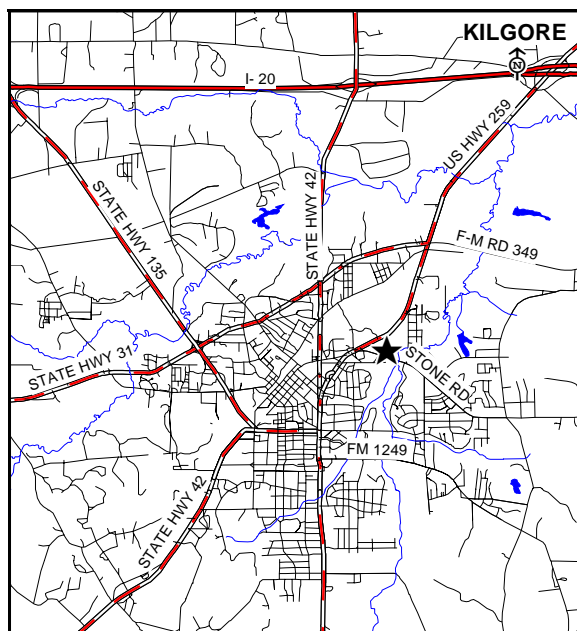 KILGORE
N
I- 20
US HWY 259
STATE HWY 135
STATE HWY 42
F-M RD 349
STATE HWY 31
STONE RD
FM 1249
STATE HWY 42